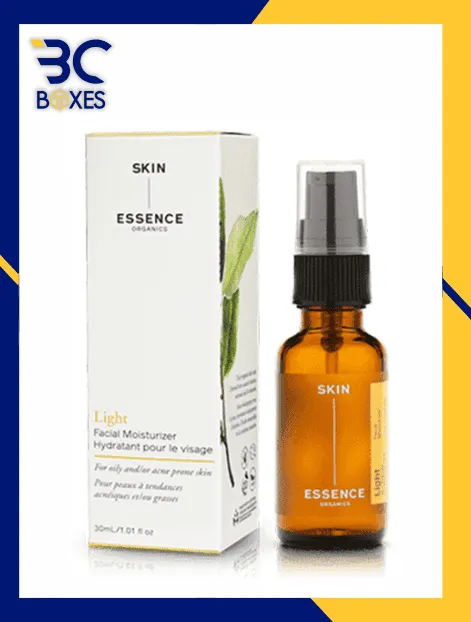 BC
BOXES
SKIN
ESSENCE
ORGANICS
Light
Facial Moisturizer
Hydratant pour le visage
For oily and/or acne prone skin
Pour peaux à tendances
acnéiques et/ou grasses
30mL/1.01 fl oz
SKIN
ESSENCE
ORGANICS
Light